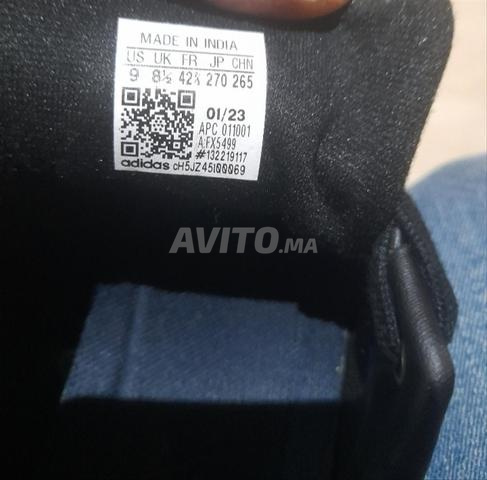 MADE IN INDIA
US UK FR JP CHN
9 8½ 42⅔ 270 265
01/23
APC 011001
A:FX5499
#132219117
adidas cH5JZ45I00069
AVITO.MA